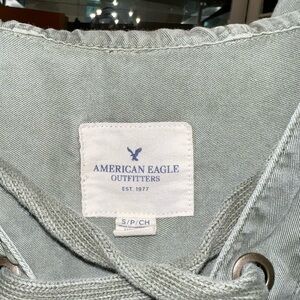 AMERICAN EAGLE
OUTFITTERS
EST. 1977
S/P/CH